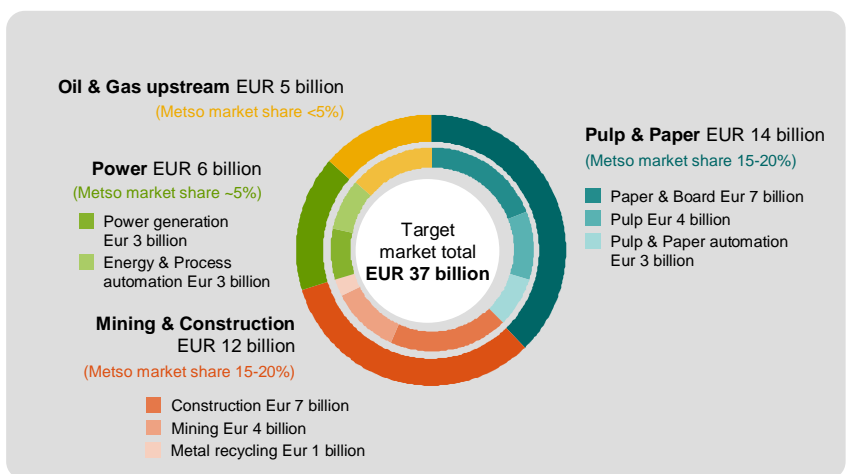 Oil & Gas upstream EUR 5 billion
(Metso market share <5%)
Power EUR 6 billion
(Metso market share ~5%)
Power generation
Eur 3 billion
Energy & Process
automation Eur 3 billion
Mining & Construction
EUR 12 billion
(Metso market share 15-20%)
Construction Eur 7 billion
Mining Eur 4 billion
Metal recycling Eur 1 billion
Target
market total
EUR 37 billion
Pulp & Paper EUR 14 billion
(Metso market share 15-20%)
Paper & Board Eur 7 billion
Pulp Eur 4 billion
Pulp & Paper automation
Eur 3 billion